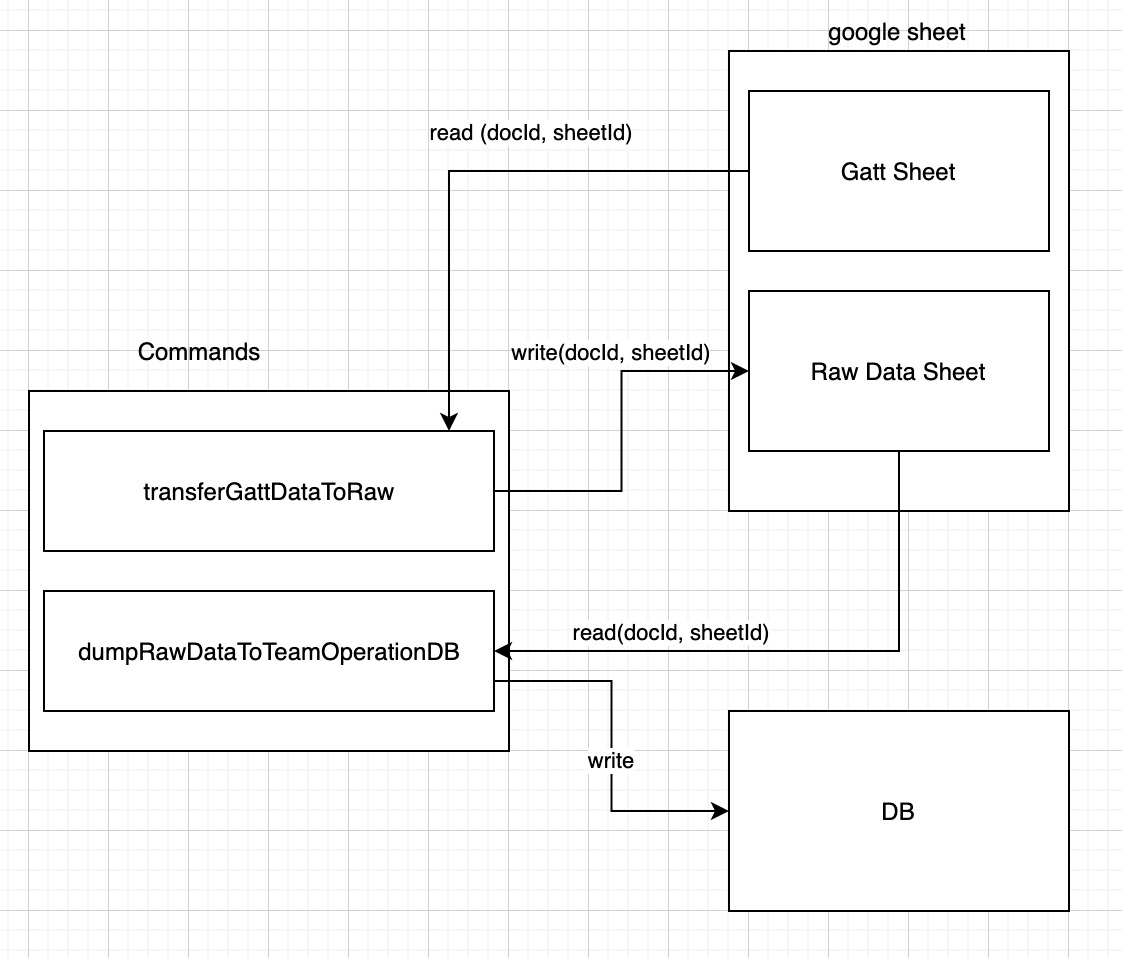 google sheet
read (docId, sheetId)
Gatt Sheet
Commands
write(docId, sheetId)
Raw Data Sheet
transferGattDataToRaw
read(docId, sheetId)
dumpRawDataToTeamOperationDB
write
DB